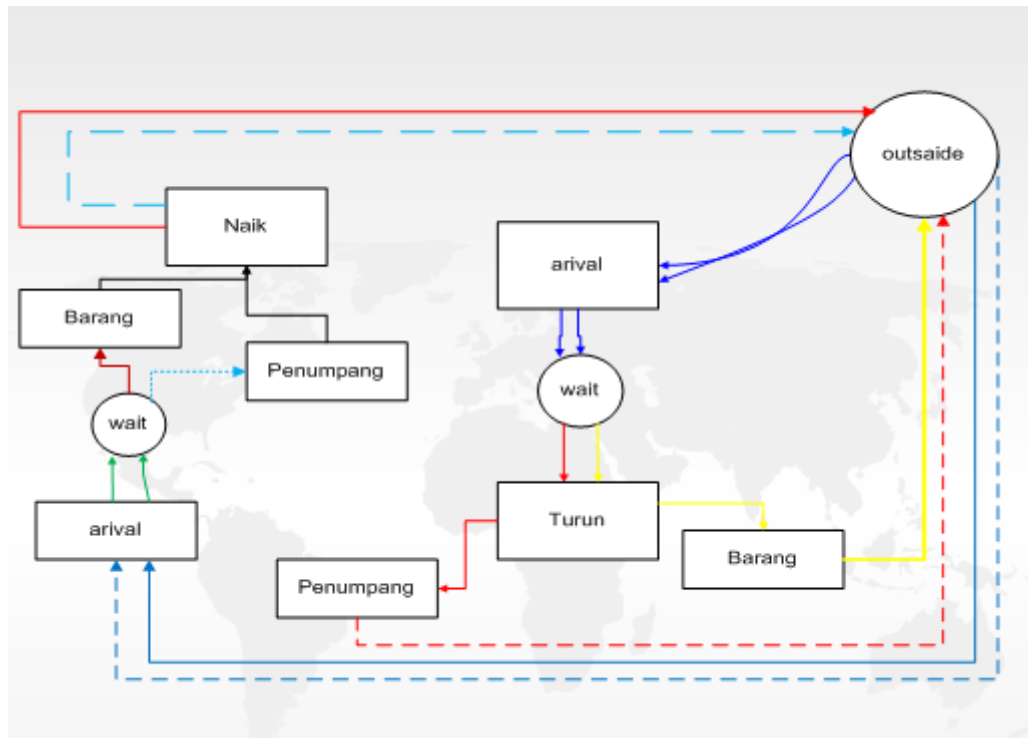 outsaide
Naik
arival
Barang
Penumpang
wait
wait
arival
Turun
Barang
Penumpang